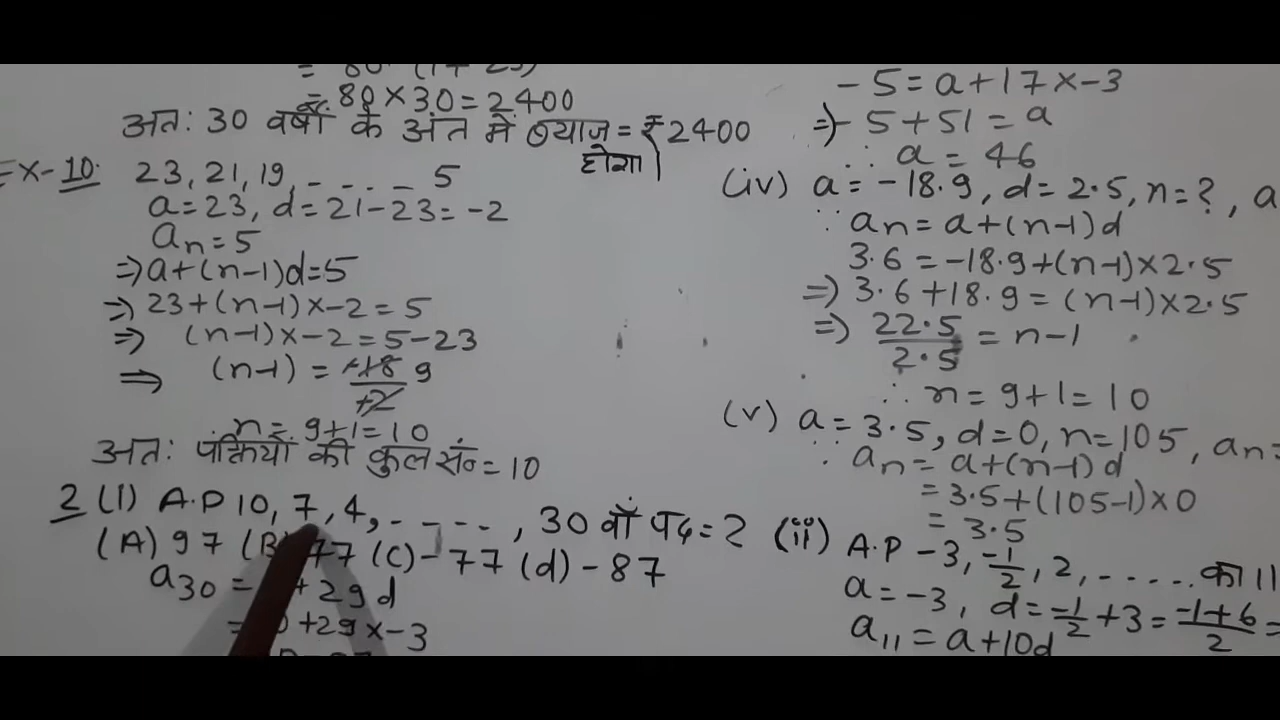 = 80
= 80×30=2400
अतः 30 वर्षों के अंत में ब्याज = ₹2400
होगा
Ex-10. 23, 21, 19, - - - - 5
a=23, d=21-23=-2
an=5
⇒ a+(n-1)d=5
⇒ 23+(n-1)×-2=5
⇒ (n-1)×-2=5-23
⇒ (n-1) = -18/+2 9
n = 9+1=10
अतः पंक्तियों की कुल सं० = 10
2 (i) A.P 10, 7, 4, - - - - , 30 वाँ पद = ?
(A) 97 (B) 77 (C) -77 (d) -87
a30 = +29d
= +29×-3
-5=a+17×-3
⇒ -5+51=a
∴ a=46
(iv) a=-18.9, d=2.5, n=?, a
∵ an=a+(n-1)d
3.6=-18.9+(n-1)×2.5
⇒ 3.6+18.9=(n-1)×2.5
⇒ 22.5/2.5 = n-1
∴ n=9+1=10
(v) a=3.5, d=0, n=105, an=
∵ an=a+(n-1)d
=3.5+(105-1)×0
=3.5
(ii) A.P -3, -1/2, 2, ..... का 11
a=-3, d=-1/2+3=-1+6/2=
a11=a+10d